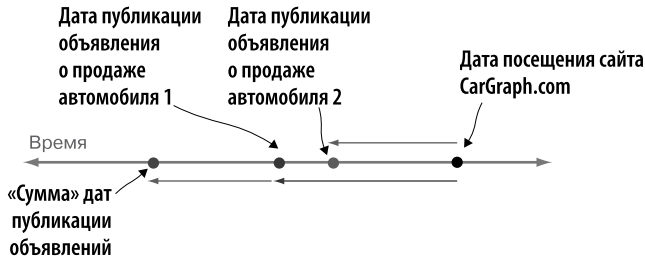 Дата публикации
объявления
о продаже
автомобиля 1
Дата публикации
объявления
о продаже
автомобиля 2
Дата посещения сайта
CarGraph.com
Время
«Сумма» дат
публикации
объявлений